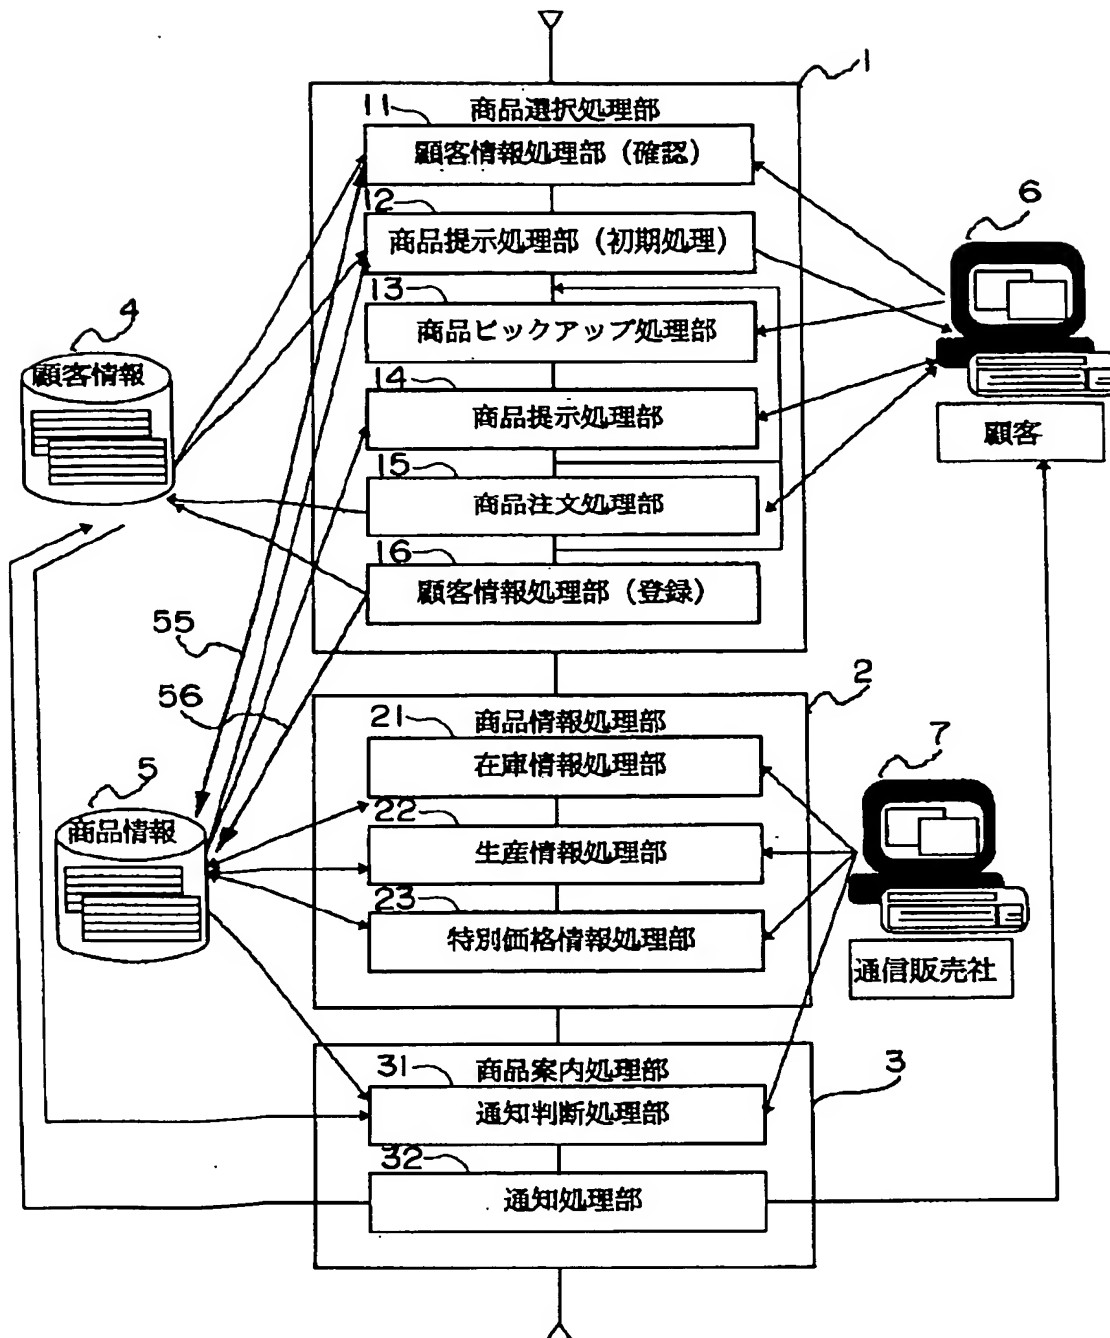 1
商品選択処理部
11
顧客情報処理部（確認）
12
商品提示処理部（初期処理）
13
商品ピックアップ処理部
14
商品提示処理部
15
商品注文処理部
16
顧客情報処理部（登録）
4
顧客情報
6
顧客
55
56
2
商品情報処理部
21
在庫情報処理部
22
生産情報処理部
23
特別価格情報処理部
5
商品情報
7
通信販売社
3
商品案内処理部
31
通知判断処理部
32
通知処理部